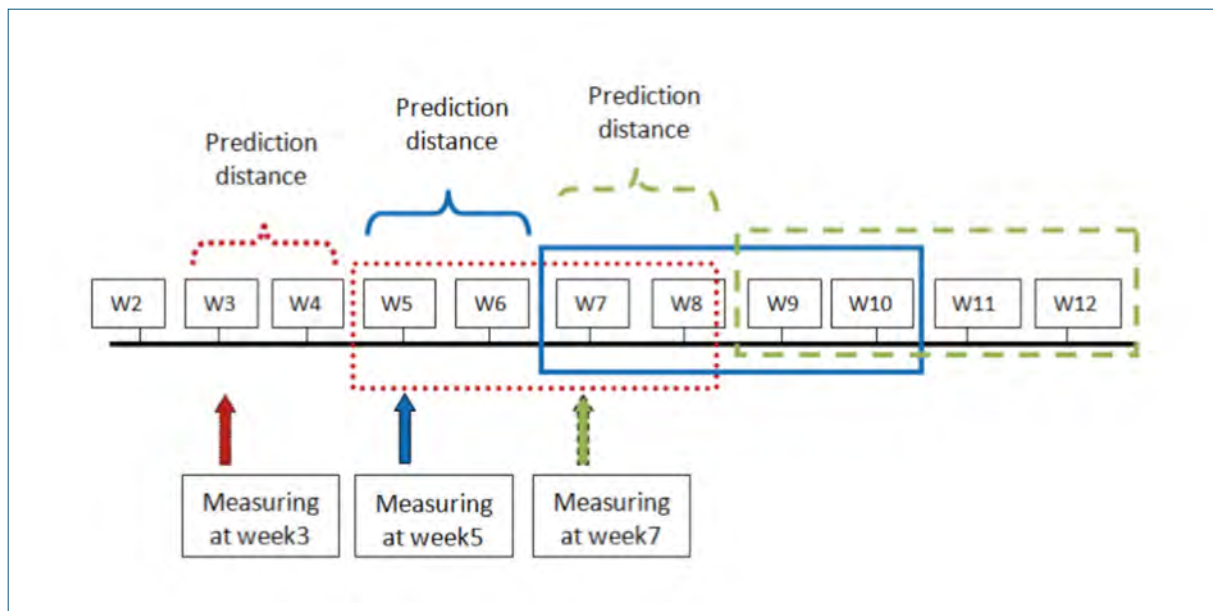 Prediction
distance
Prediction
distance
Prediction
distance
W2
W3
W4
W5
W6
W7
W8
W9
W10
W11
W12
Measuring
at week3
Measuring
at week5
Measuring
at week7